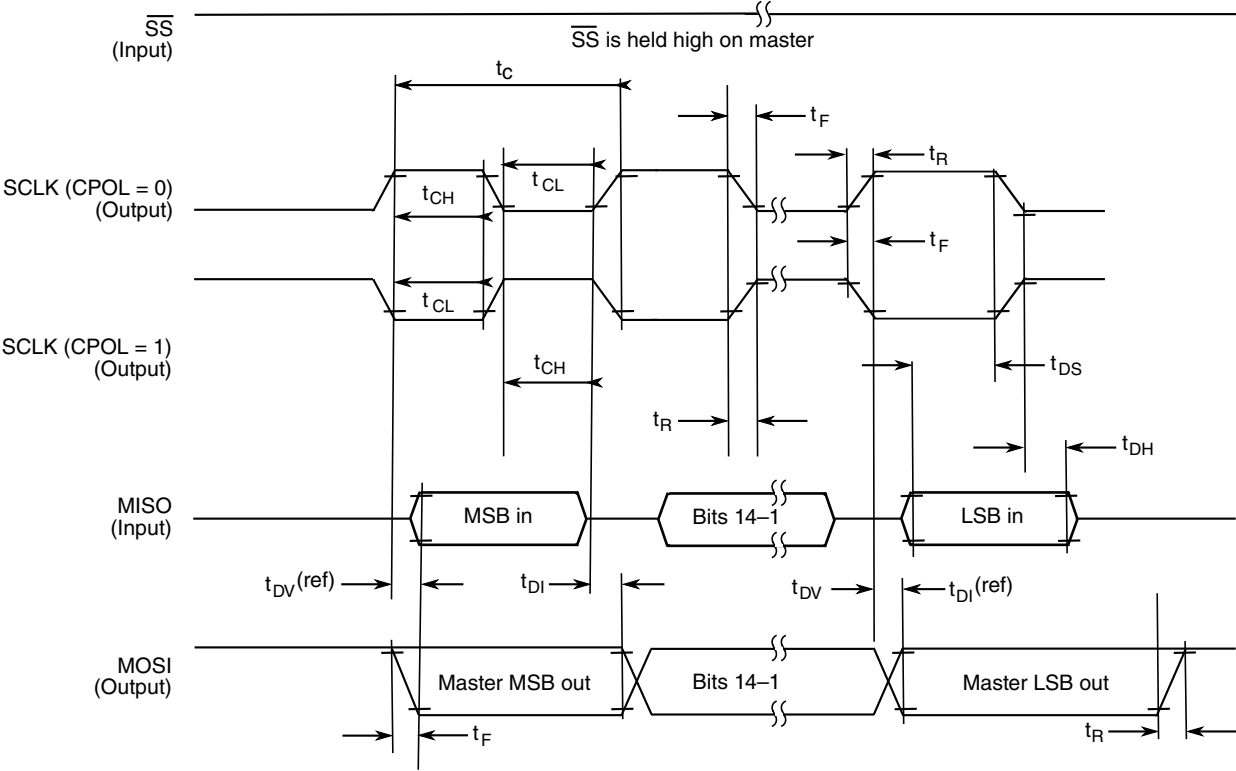 SS
(Input)
SS is held high on master
tC
tF
tR
SCLK (CPOL = 0)
(Output)
tCH
tCL
tF
tCL
SCLK (CPOL = 1)
(Output)
tCH
tDS
tR
tDH
MISO
(Input)
MSB in
Bits 14–1
LSB in
tDV(ref)
tDI
tDV
tDI(ref)
MOSI
(Output)
Master MSB out
Bits 14–1
Master LSB out
tF
tR